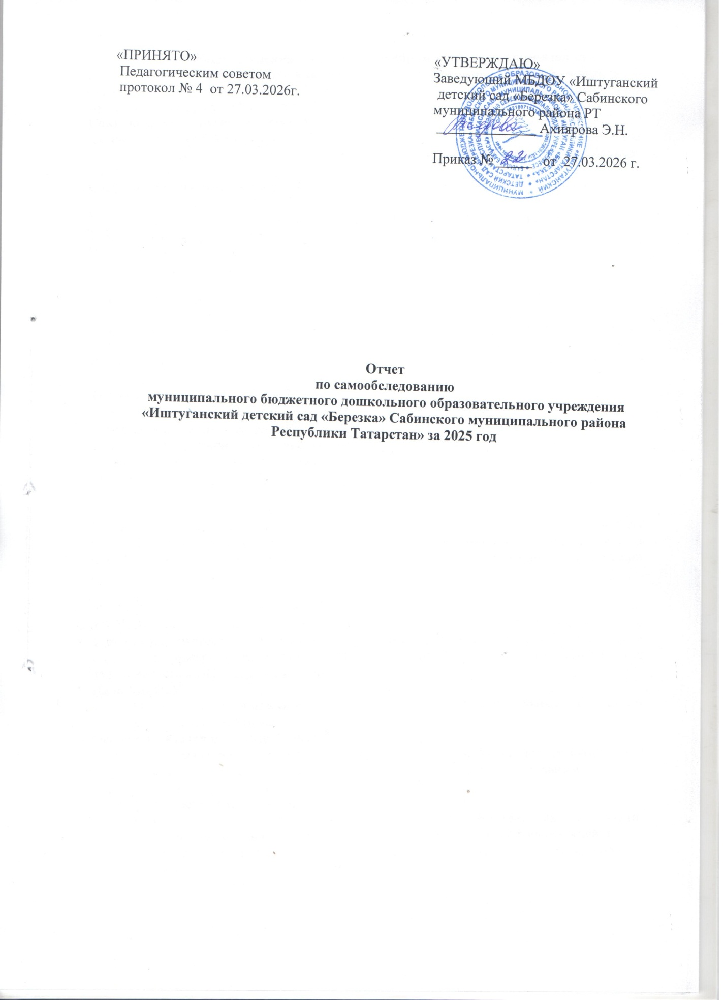 «ПРИНЯТО»
Педагогическим советом
протокол № 4 от 27.03.2026г.
«УТВЕРЖДАЮ»
Заведующий МБДОУ «Иштуганский
детский сад «Березка» Сабинского
муниципального района РТ
Ахиярова Э.Н.
Приказ № 22 от 27.03.2026 г.
Отчет
по самообследованию
муниципального бюджетного дошкольного образовательного учреждения
«Иштуганский детский сад «Березка» Сабинского муниципального района
Республики Татарстан» за 2025 год